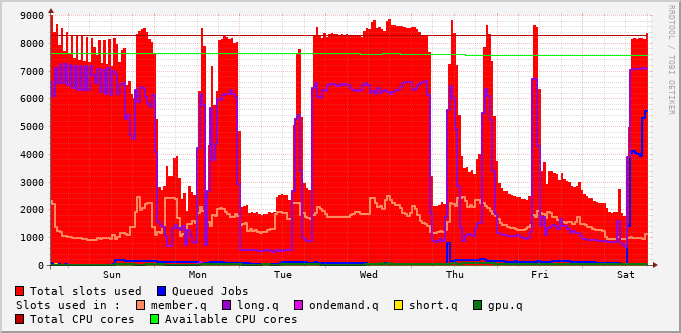 9000
8000
7000
6000
5000
4000
3000
2000
1000
0
Sun Mon Tue Wed Thu Fri Sat
RRDTOOL / TOBI OETIKER
Total slots used Queued Jobs
Slots used in : member.q long.q ondemand.q short.q gpu.q
Total CPU cores Available CPU cores